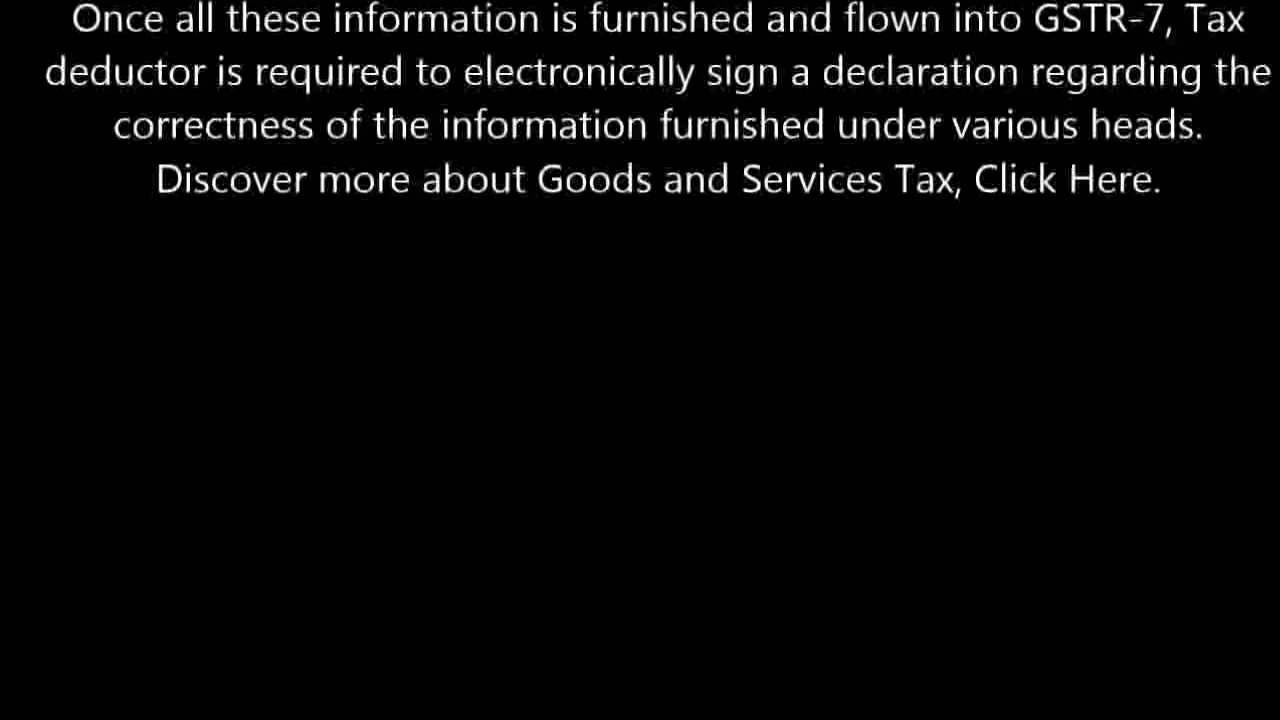 Once all these information is furnished and flown into GSTR-7, Tax
deductor is required to electronically sign a declaration regarding the
correctness of the information furnished under various heads.
Discover more about Goods and Services Tax, Click Here.